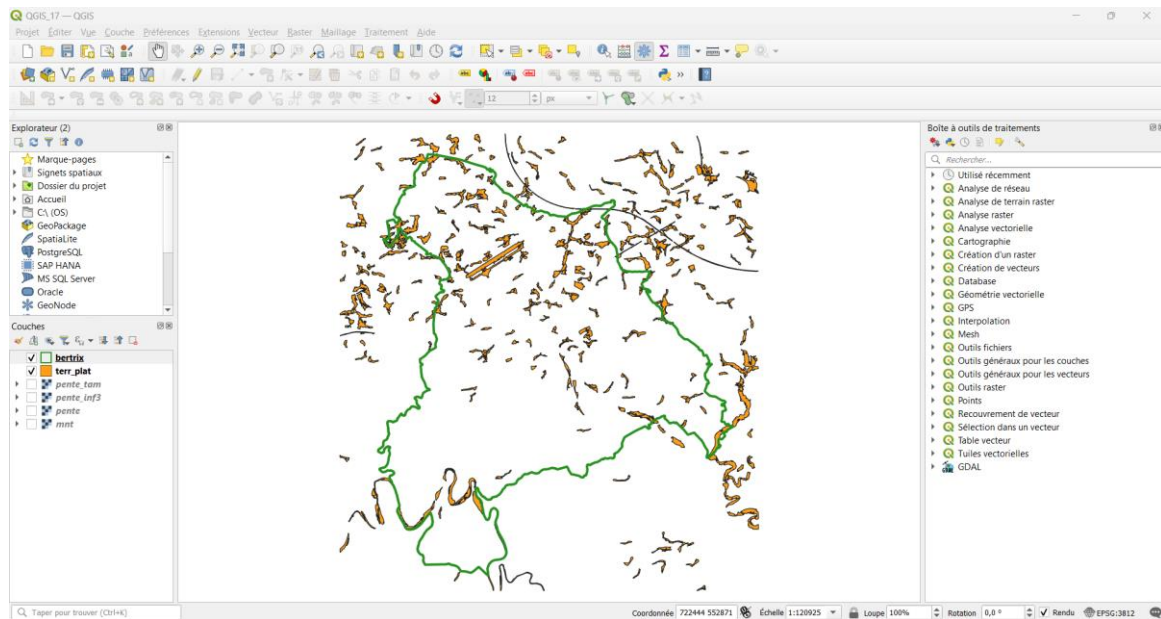 QGIS_17 — QGIS
Projet Éditer Vue Couche Préférences Extensions Vecteur Raster Maillage Traitement Aide
12 px
Explorateur (2)
Marque-pages
Signets spatiaux
Dossier du projet
Accueil
C:\ (OS)
GeoPackage
SpatiaLite
PostgreSQL
SAP HANA
MS SQL Server
Oracle
GeoNode
Couches
bertrix
terr_plat
pente_tam
pente_inf3
pente
mnt
Boîte à outils de traitements
Rechercher...
Utilisé récemment
Analyse de réseau
Analyse de terrain raster
Analyse raster
Analyse vectorielle
Cartographie
Création d'un raster
Création de vecteurs
Database
Géométrie vectorielle
GPS
Interpolation
Mesh
Outils fichiers
Outils généraux pour les couches
Outils généraux pour les vecteurs
Outils raster
Points
Recouvrement de vecteur
Sélection dans un vecteur
Table vecteur
Tuiles vectorielles
GDAL
Taper pour trouver (Ctrl+K) Coordonnée 722444 552871 Échelle 1:120925 Loupe 100% Rotation 0,0 ° Rendu EPSG:3812